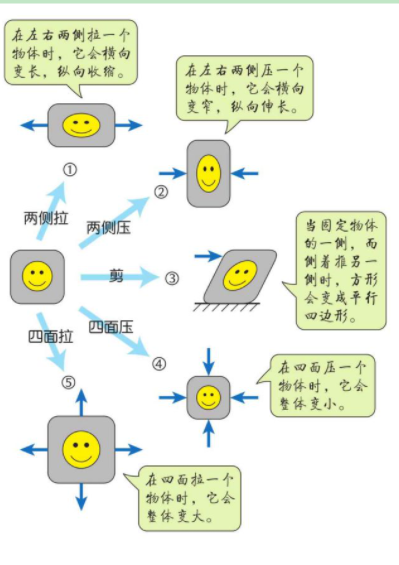 在左右两侧拉一个
物体时，它会横向
变长，纵向收缩。
在左右两侧压一个
物体时，它会横向
变窄，纵向伸长。
①
②
两侧拉
两侧压
当固定物体
的一侧，而
侧着推另一
侧时，方形
会变成平行
四边形。
剪
③
四面拉
四面压
④
⑤
在四面压一个
物体时，它会
整体变小。
在四面拉一个
物体时，它会
整体变大。